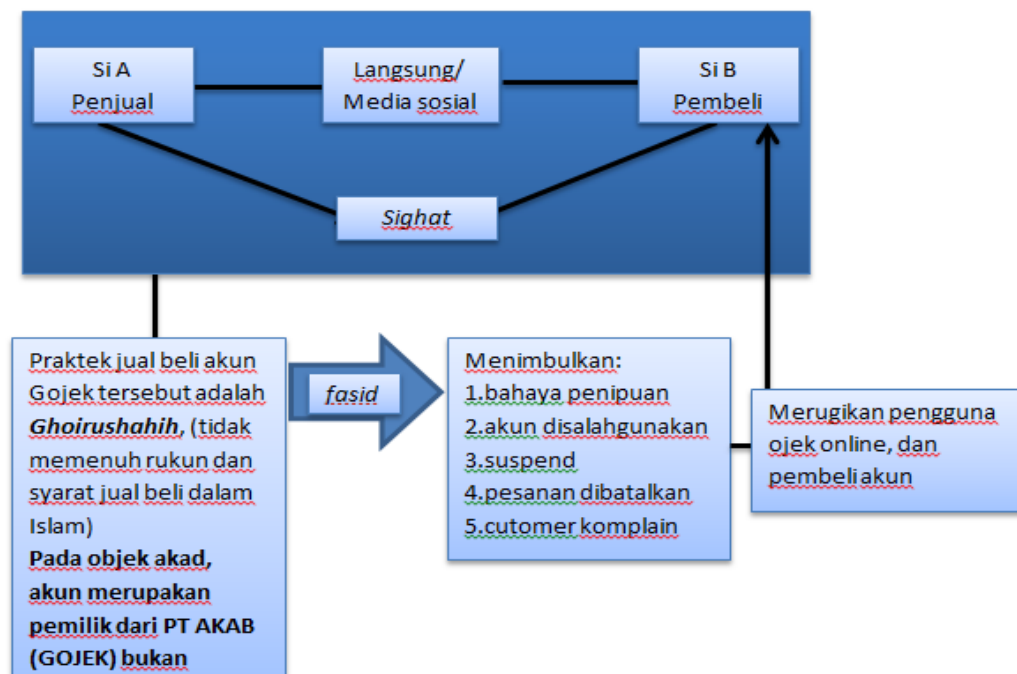 Si A
Penjual
Langsung/
Media sosial
Si B
Pembeli
Sighat
Praktek jual beli akun
Gojek tersebut adalah
Ghoirushahih, (tidak
memenuh rukun dan
syarat jual beli dalam
Islam)
Pada objek akad,
akun merupakan
pemilik dari PT AKAB
(GOJEK) bukan
fasid
Menimbulkan:
1.bahaya penipuan
2.akun disalahgunakan
3.suspend
4.pesanan dibatalkan
5.cutomer komplain
Merugikan pengguna
ojek online, dan
pembeli akun